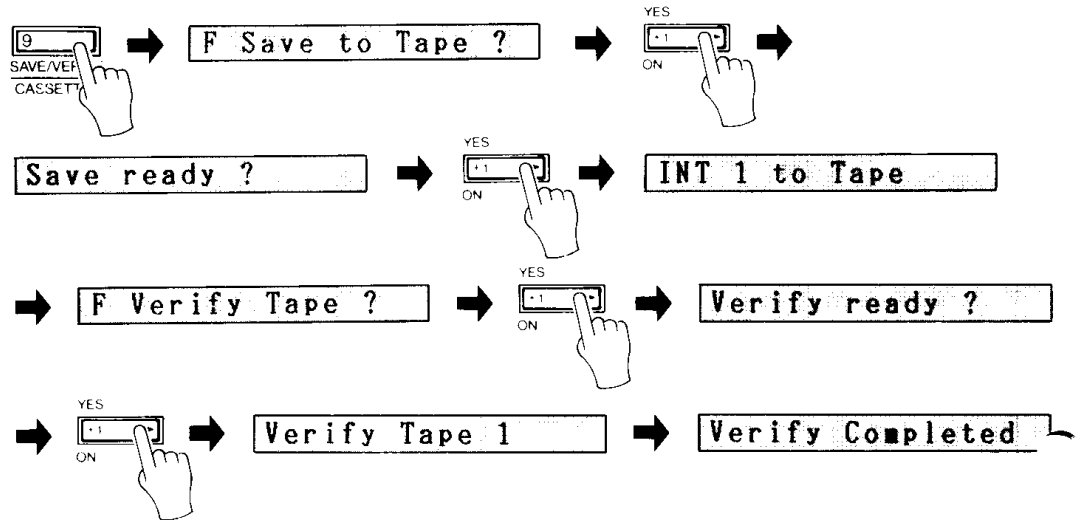 YES
9
F Save to Tape ?
+1
SAVE/VER
ON
CASSETT
YES
Save ready ?
+1
INT 1 to Tape
ON
YES
F Verify Tape ?
+1
Verify ready ?
ON
YES
+1
Verify Tape 1
Verify Completed
ON